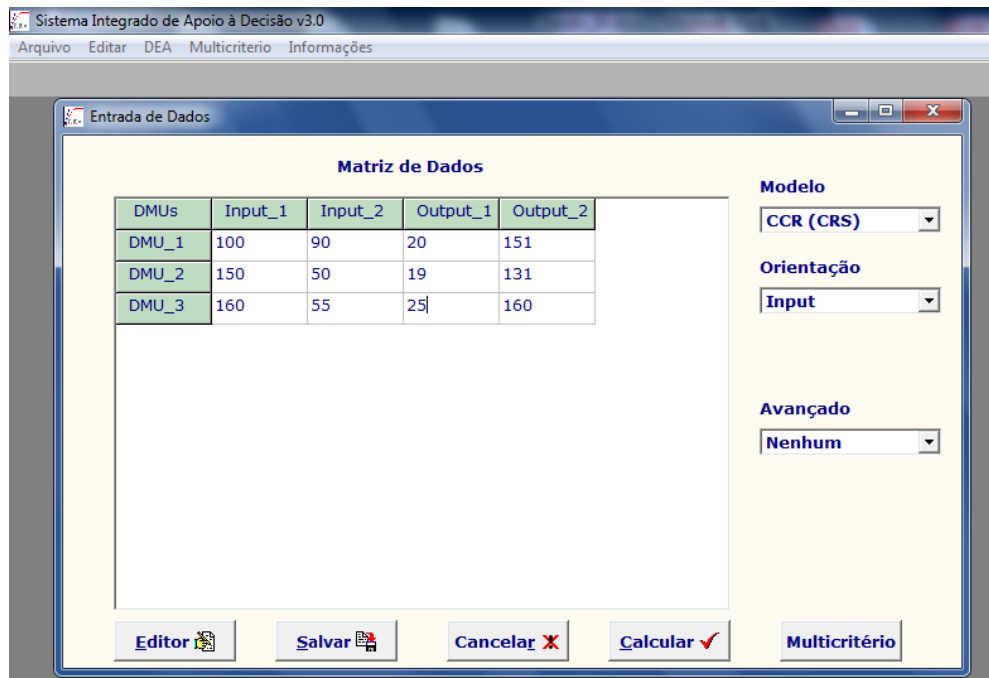 Sistema Integrado de Apoio à Decisão v3.0
Arquivo Editar DEA Multicriterio Informações
Entrada de Dados
Matriz de Dados
DMUs Input_1 Input_2 Output_1 Output_2
DMU_1 100 90 20 151
DMU_2 150 50 19 131
DMU_3 160 55 25 160
Modelo
CCR (CRS)
Orientação
Input
Avançado
Nenhum
Editor Salvar Cancelar Calcular Multicritério